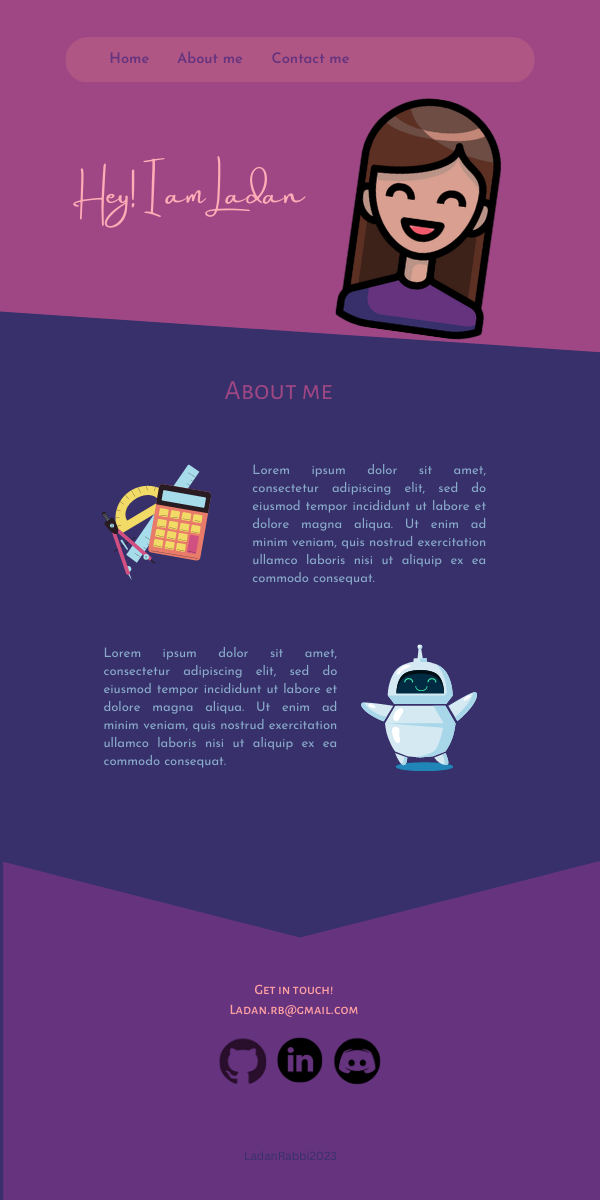 Home About me Contact me
Hey! I am Ladan
About me
Lorem ipsum dolor sit amet,
consectetur adipiscing elit, sed do
eiusmod tempor incididunt ut labore et
dolore magna aliqua. Ut enim ad
minim veniam, quis nostrud exercitation
ullamco laboris nisi ut aliquip ex ea
commodo consequat.
Lorem ipsum dolor sit amet,
consectetur adipiscing elit, sed do
eiusmod tempor incididunt ut labore et
dolore magna aliqua. Ut enim ad
minim veniam, quis nostrud exercitation
ullamco laboris nisi ut aliquip ex ea
commodo consequat.
Get in touch!
Ladan.rb@gmail.com
in
LadanRabbi2023